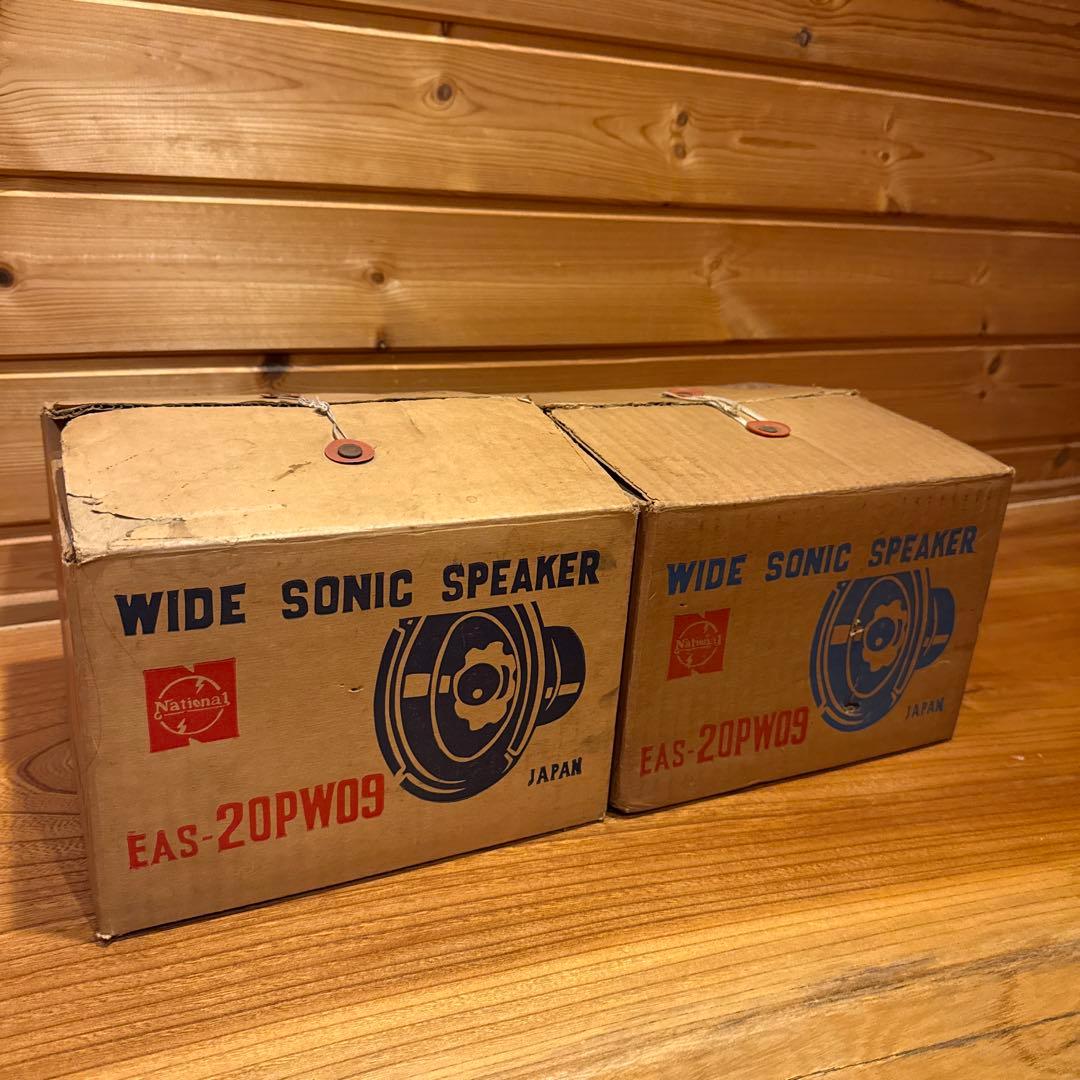 WIDE SONIC SPEAKER
National
EAS-20PW09
JAPAN
WIDE SONIC SPEAKER
National
EAS-20PW09
JAPAN